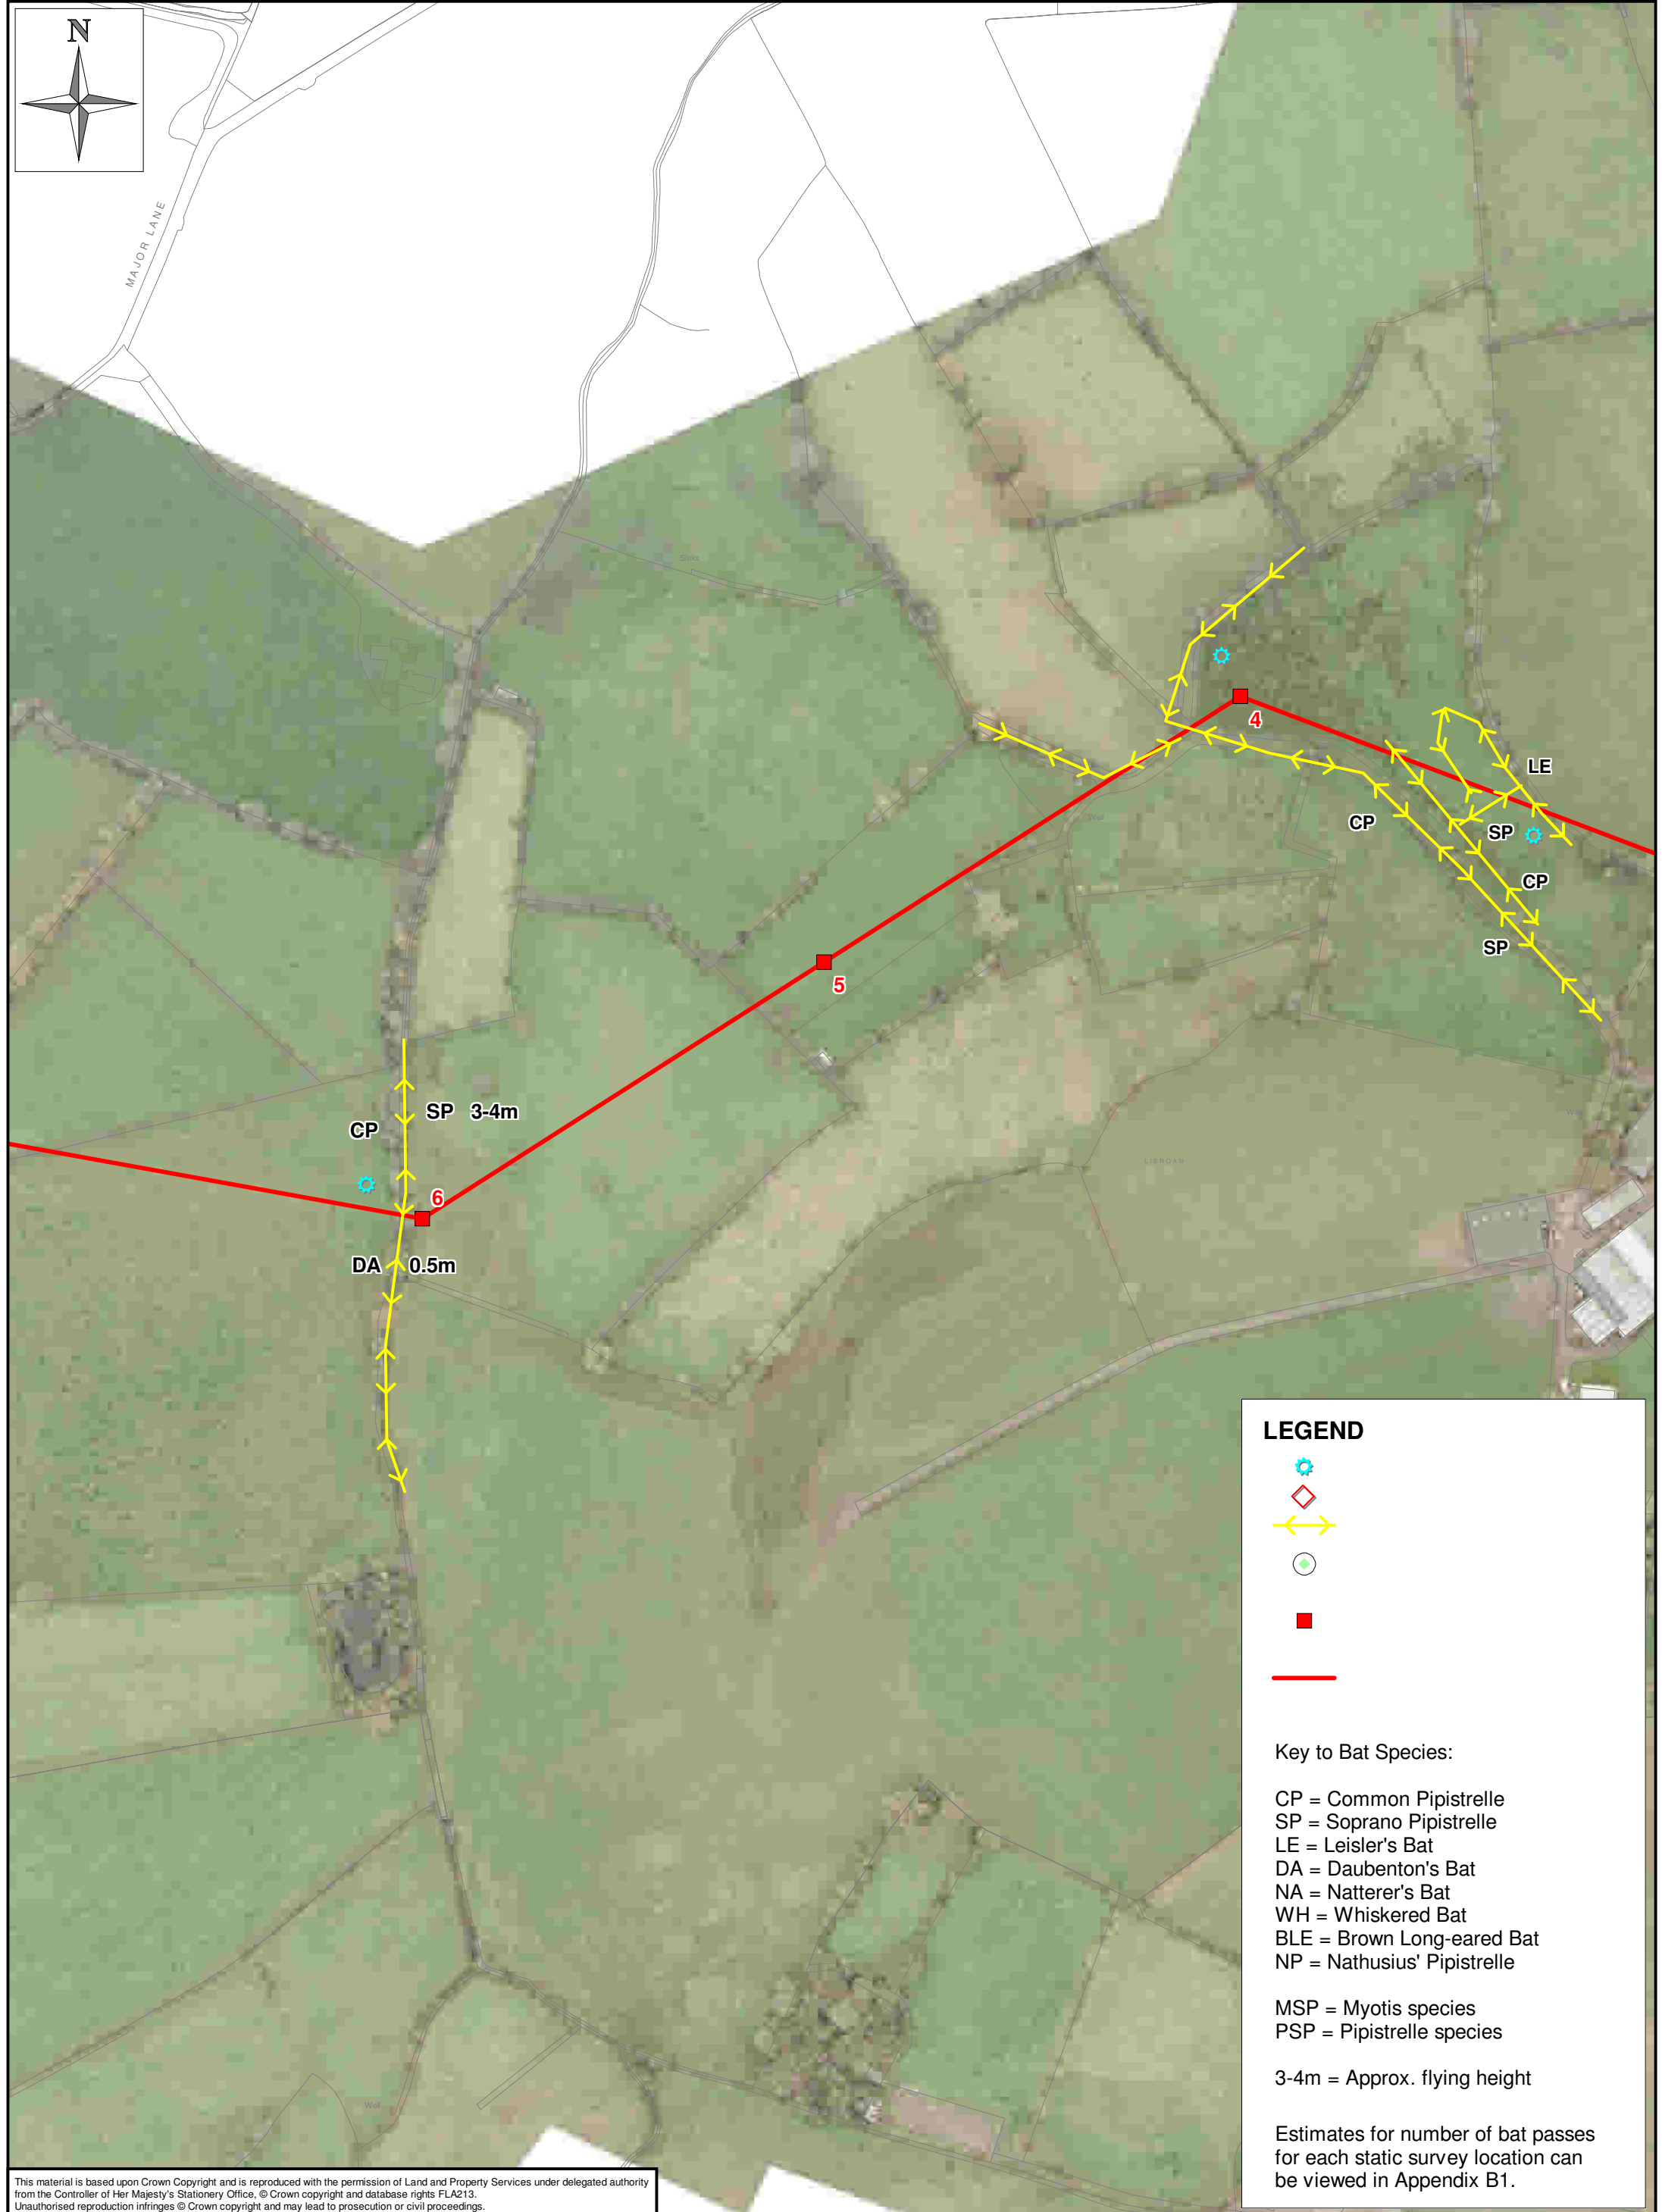 N
MAJOR LANE
4
LE
CP
SP
CP
SP
5
SP 3-4m
CP
6
DA 0.5m
Well
LISROAN
LEGEND
Key to Bat Species:
CP = Common Pipistrelle
SP = Soprano Pipistrelle
LE = Leisler's Bat
DA = Daubenton's Bat
NA = Natterer's Bat
WH = Whiskered Bat
BLE = Brown Long-eared Bat
NP = Nathusius' Pipistrelle
MSP = Myotis species
PSP = Pipistrelle species
3-4m = Approx. flying height
Estimates for number of bat passes
for each static survey location can
be viewed in Appendix B1.
Well
This material is based upon Crown Copyright and is reproduced with the permission of Land and Property Services under delegated authority
from the Controller of Her Majesty's Stationery Office, © Crown copyright and database rights FLA213.
Unauthorised reproduction infringes © Crown copyright and may lead to prosecution or civil proceedings.